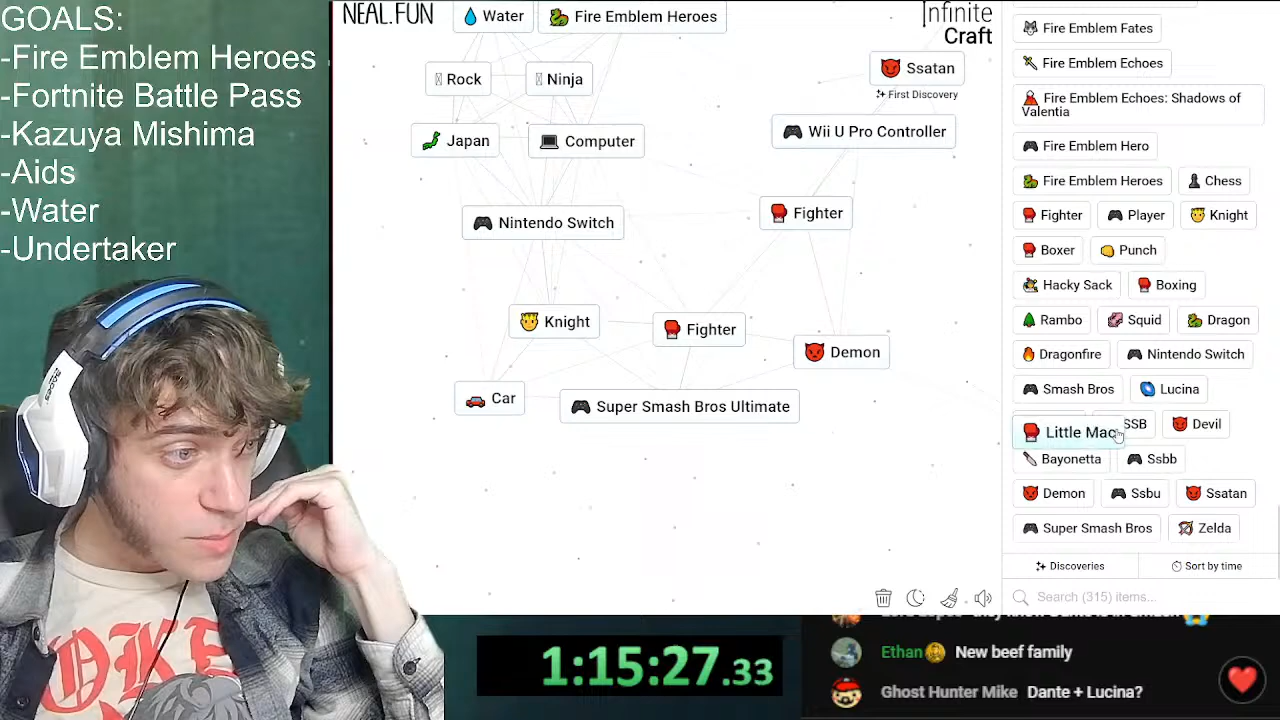 GOALS:
-Fire Emblem Heroes
-Fortnite Battle Pass
-Kazuya Mishima
-Aids
-Water
-Undertaker
NEAL.FUN
Infinite
Craft
Water
Fire Emblem Heroes
Rock
Ninja
Ssatan
First Discovery
Japan
Computer
Wii U Pro Controller
Nintendo Switch
Fighter
Knight
Fighter
Demon
Car
Super Smash Bros Ultimate
Fire Emblem Fates
Fire Emblem Echoes
Fire Emblem Echoes: Shadows of
Valentia
Fire Emblem Hero
Fire Emblem Heroes
Chess
Fighter
Player
Knight
Boxer
Punch
Hacky Sack
Boxing
Rambo
Squid
Dragon
Dragonfire
Nintendo Switch
Smash Bros
Lucina
Little Mac
SSB
Devil
Bayonetta
Ssbb
Demon
Ssbu
Ssatan
Super Smash Bros
Zelda
Discoveries
Sort by time
Search (315) items...
1:15:27.33
Ethan New beef family
Ghost Hunter Mike Dante + Lucina?